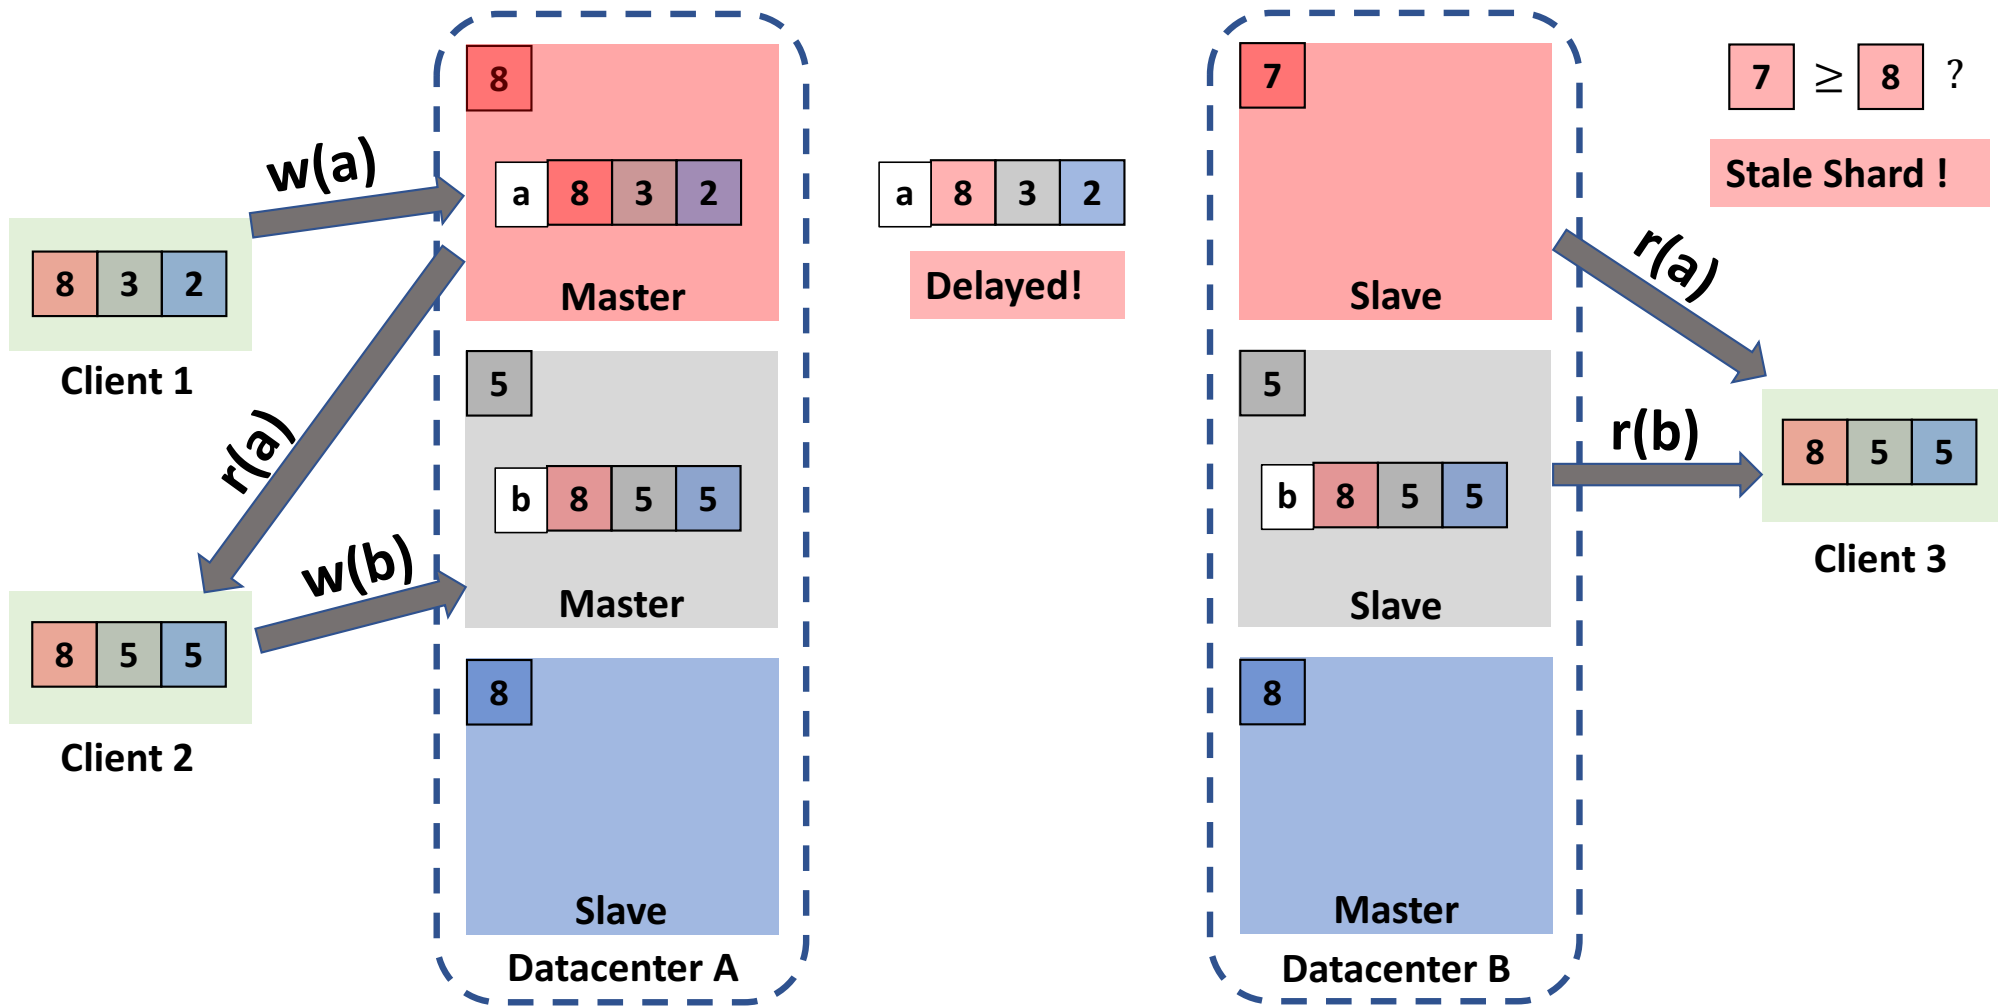 w(a)
8 3 2
Client 1
r(a)
w(b)
8 5 5
Client 2
8
a 8 3 2
Master
5
b 8 5 5
Master
8
Slave
Datacenter A
a 8 3 2
Delayed!
7
Slave
5
b 8 5 5
Slave
8
Master
Datacenter B
7 ≥ 8 ?
Stale Shard !
r(a)
r(b)
8 5 5
Client 3